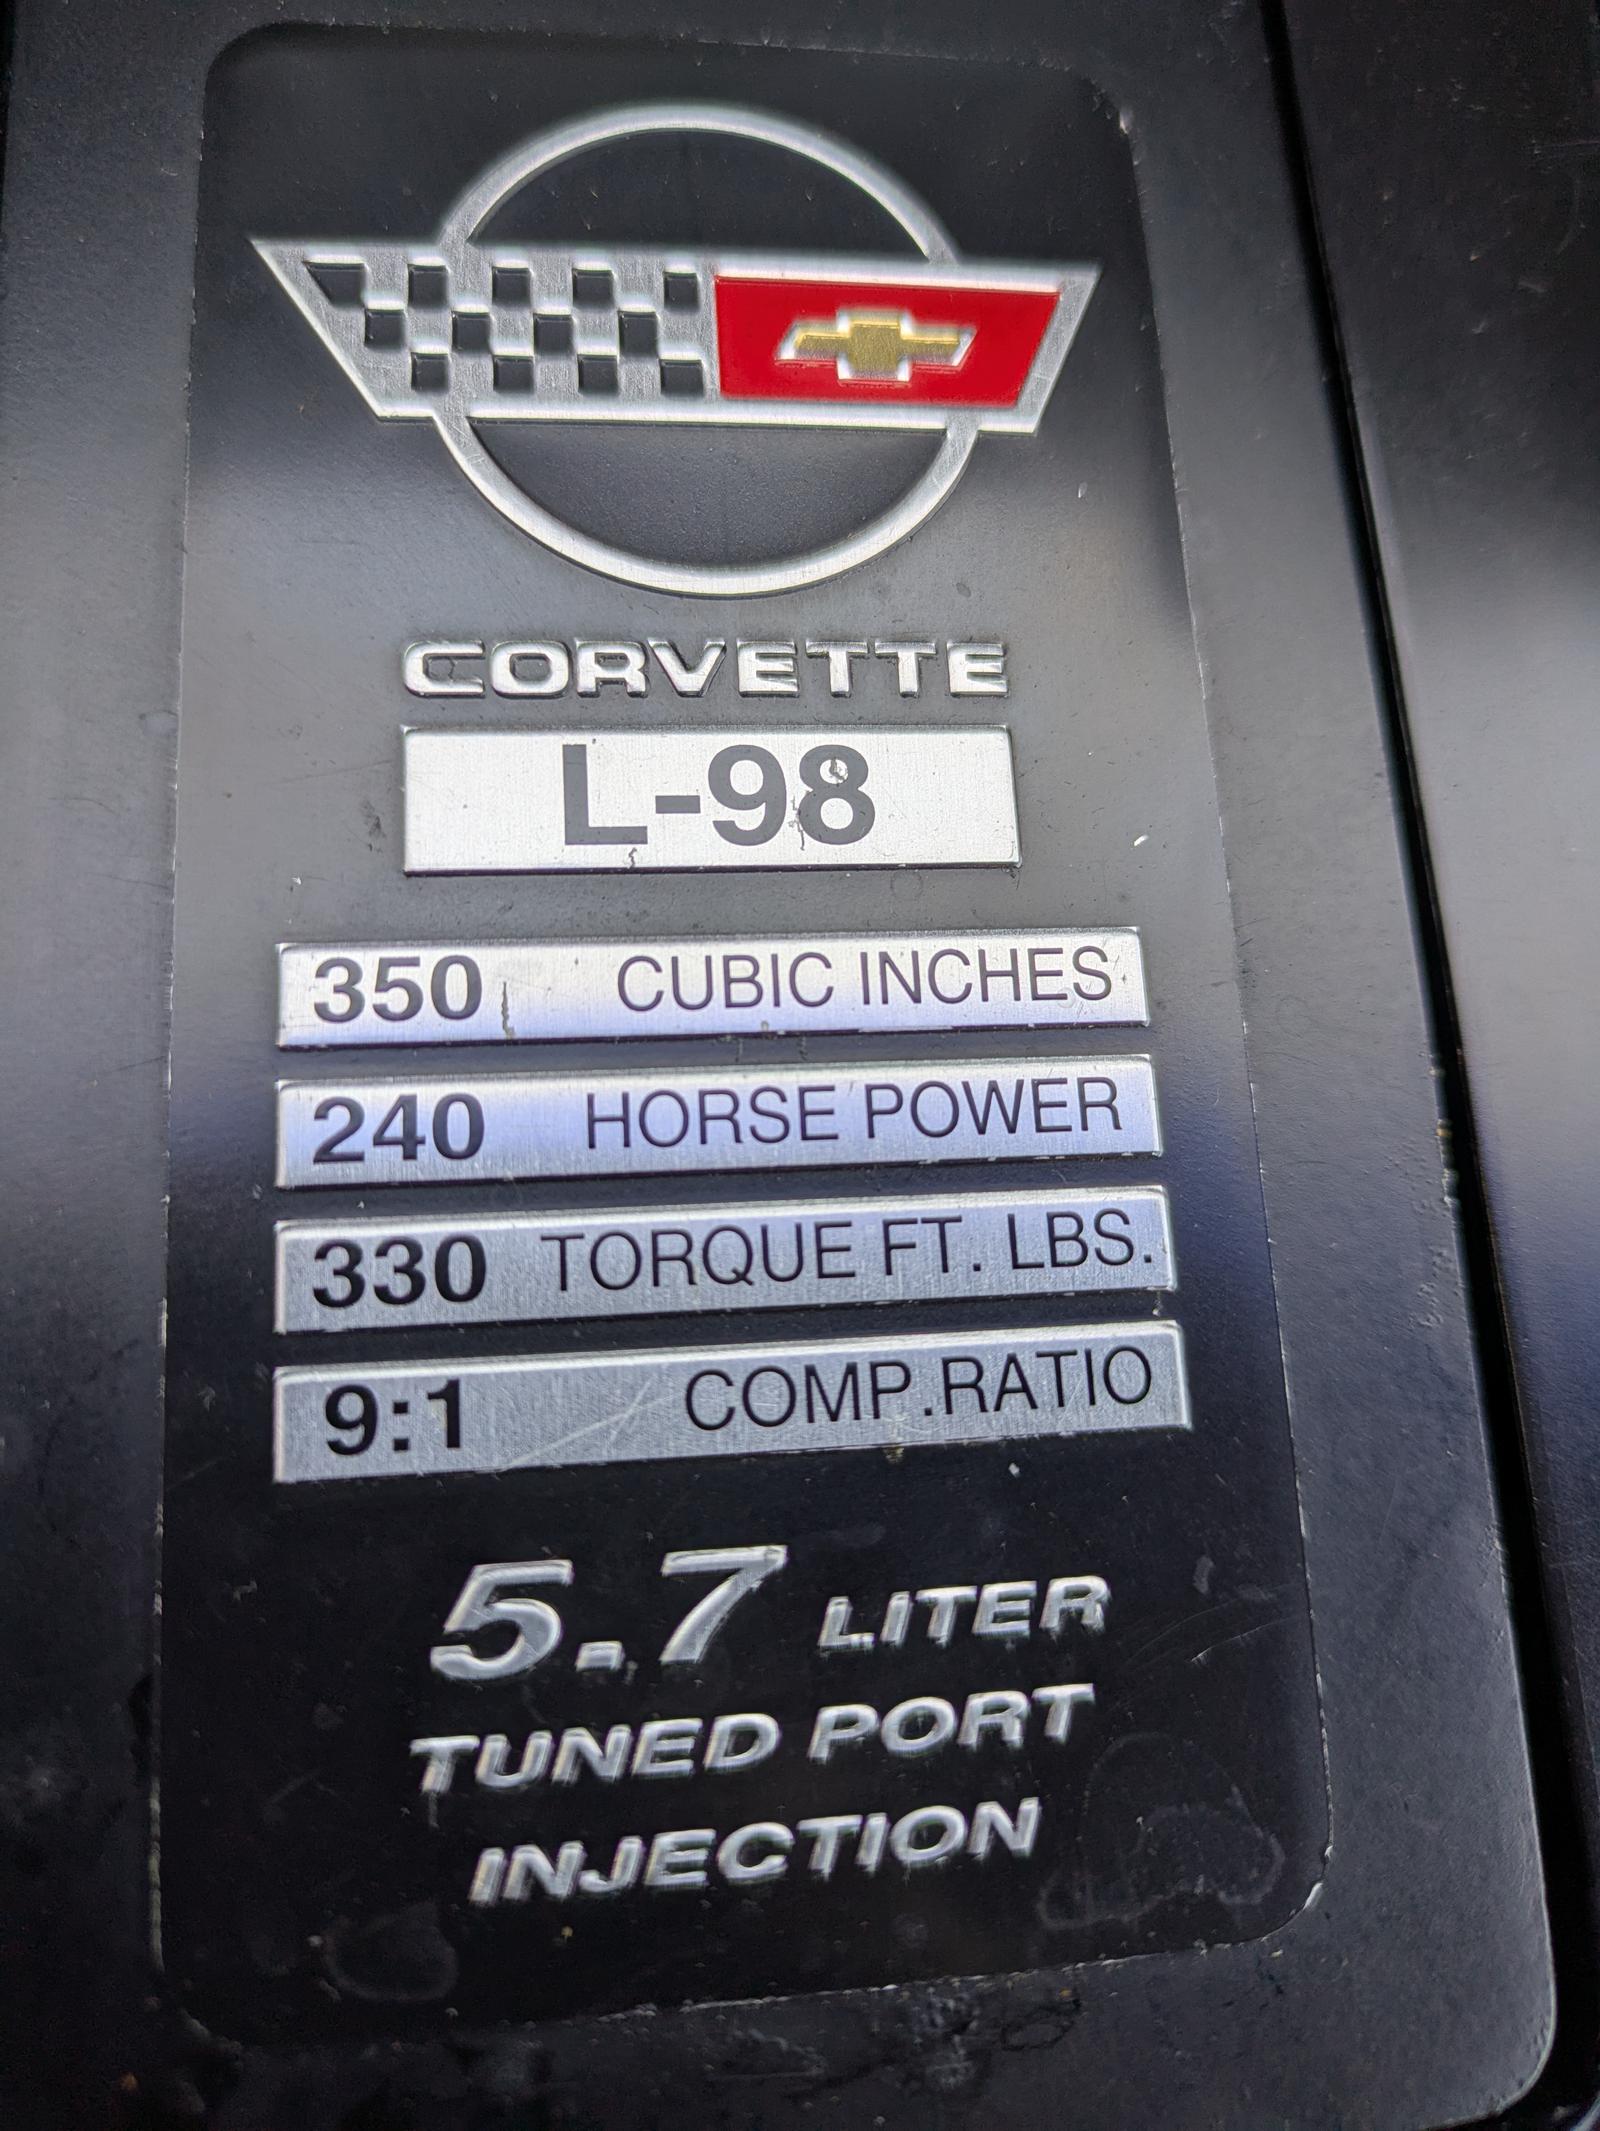 CORVETTE
L-98
350 CUBIC INCHES
240 HORSE POWER
330 TORQUE FT. LBS.
9:1 COMP.RATIO
5.7 LITER
TUNED PORT
INJECTION